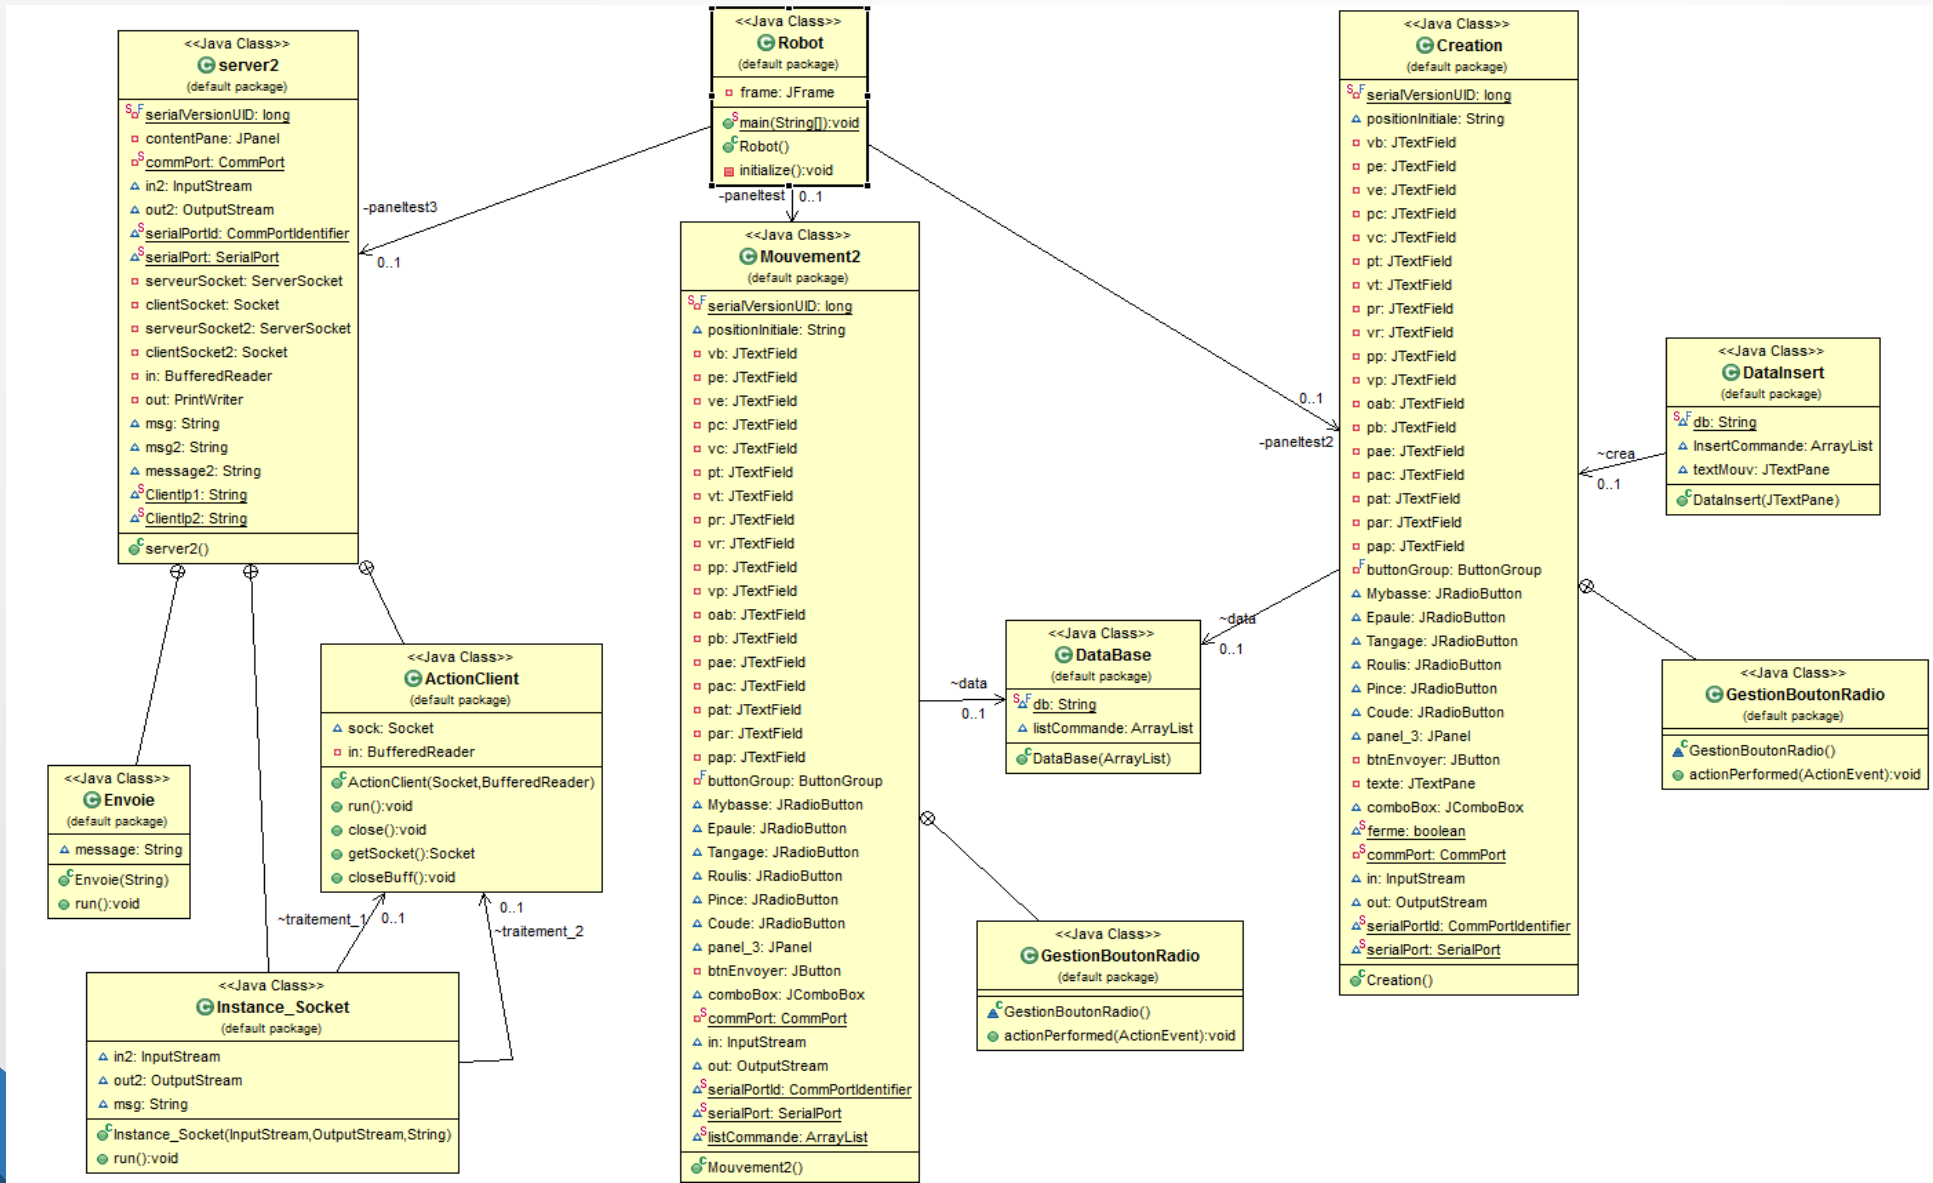 <<Java Class>>
server2
(default package)
serialVersionUID: long
contentPane: JPanel
commPort: CommPort
in2: InputStream
out2: OutputStream
serialPortId: CommPortIdentifier
serialPort: SerialPort
serveurSocket: ServerSocket
clientSocket: Socket
serveurSocket2: ServerSocket
clientSocket2: Socket
in: BufferedReader
out: PrintWriter
msg: String
msg2: String
message2: String
ClientIp1: String
ClientIp2: String
server2()
<<Java Class>>
Robot
(default package)
frame: JFrame
main(String[]):void
Robot()
initialize():void
-paneltest3
0..1
-paneltest
0..1
0..1
-paneltest2
<<Java Class>>
Mouvement2
(default package)
serialVersionUID: long
positionInitiale: String
vb: JTextField
pe: JTextField
ve: JTextField
pc: JTextField
vc: JTextField
pt: JTextField
vt: JTextField
pr: JTextField
vr: JTextField
pp: JTextField
vp: JTextField
oab: JTextField
pb: JTextField
pae: JTextField
pac: JTextField
pat: JTextField
par: JTextField
pap: JTextField
buttonGroup: ButtonGroup
Mybasse: JRadioButton
Epaule: JRadioButton
Tangage: JRadioButton
Roulis: JRadioButton
Pince: JRadioButton
Coude: JRadioButton
panel_3: JPanel
btnEnvoyer: JButton
comboBox: JComboBox
commPort: CommPort
in: InputStream
out: OutputStream
serialPortId: CommPortIdentifier
serialPort: SerialPort
listCommande: ArrayList
Mouvement2()
<<Java Class>>
Creation
(default package)
serialVersionUID: long
positionInitiale: String
vb: JTextField
pe: JTextField
ve: JTextField
pc: JTextField
vc: JTextField
pt: JTextField
vt: JTextField
pr: JTextField
vr: JTextField
pp: JTextField
vp: JTextField
oab: JTextField
pb: JTextField
pae: JTextField
pac: JTextField
pat: JTextField
par: JTextField
pap: JTextField
buttonGroup: ButtonGroup
Mybasse: JRadioButton
Epaule: JRadioButton
Tangage: JRadioButton
Roulis: JRadioButton
Pince: JRadioButton
Coude: JRadioButton
panel_3: JPanel
btnEnvoyer: JButton
texte: JTextPane
comboBox: JComboBox
ferme: boolean
commPort: CommPort
in: InputStream
out: OutputStream
serialPortId: CommPortIdentifier
serialPort: SerialPort
Creation()
<<Java Class>>
DataInsert
(default package)
db: String
InsertCommande: ArrayList
textMouv: JTextPane
DataInsert(JTextPane)
~crea
0..1
~data
0..1
~data
0..1
<<Java Class>>
DataBase
(default package)
db: String
listCommande: ArrayList
DataBase(ArrayList)
<<Java Class>>
GestionBoutonRadio
(default package)
GestionBoutonRadio()
actionPerformed(ActionEvent):void
<<Java Class>>
GestionBoutonRadio
(default package)
GestionBoutonRadio()
actionPerformed(ActionEvent):void
<<Java Class>>
ActionClient
(default package)
sock: Socket
in: BufferedReader
ActionClient(Socket,BufferedReader)
run():void
close():void
getSocket():Socket
closeBuff():void
<<Java Class>>
Envoie
(default package)
message: String
Envoie(String)
run():void
~traitement_1
0..1
0..1
~traitement_2
<<Java Class>>
Instance_Socket
(default package)
in2: InputStream
out2: OutputStream
msg: String
Instance_Socket(InputStream,OutputStream,String)
run():void